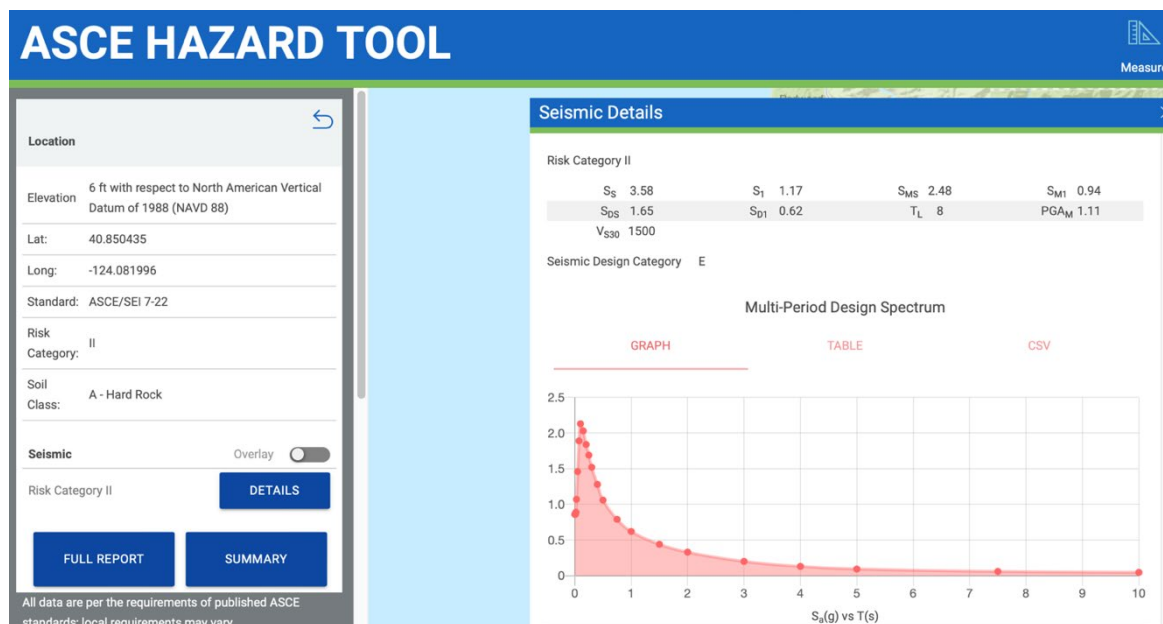 ASCE HAZARD TOOL
Measure
Location
Elevation
6 ft with respect to North American Vertical
Datum of 1988 (NAVD 88)
Lat: 40.850435
Long: -124.081996
Standard: ASCE/SEI 7-22
Risk
Category:
II
Soil
Class:
A - Hard Rock
Seismic Overlay
Risk Category II DETAILS
FULL REPORT SUMMARY
All data are per the requirements of published ASCE
standards; local requirements may vary
Seismic Details
Risk Category II
SS 3.58 S1 1.17 SMS 2.48 SM1 0.94
SDS 1.65 SD1 0.62 TL 8 PGAM 1.11
VS30 1500
Seismic Design Category E
Multi-Period Design Spectrum
GRAPH TABLE CSV
2.5
2.0
1.5
1.0
0.5
0
0 1 2 3 4 5 6 7 8 9 10
Sa(g) vs T(s)